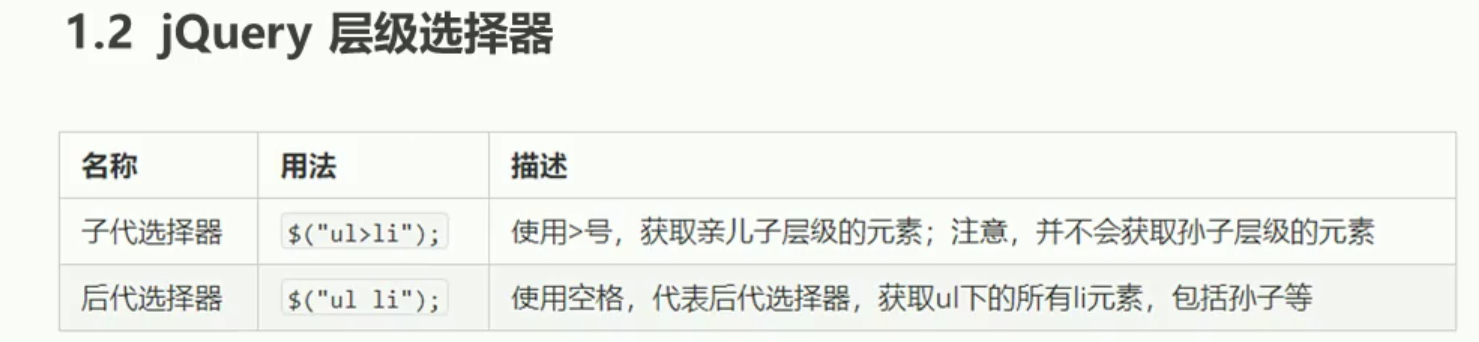 1.2 jQuery 层级选择器
名称 用法 描述
子代选择器 $("ul>li"); 使用>号，获取亲儿子层级的元素；注意，并不会获取孙子层级的元素
后代选择器 $("ul li"); 使用空格，代表后代选择器，获取ul下的所有li元素，包括孙子等